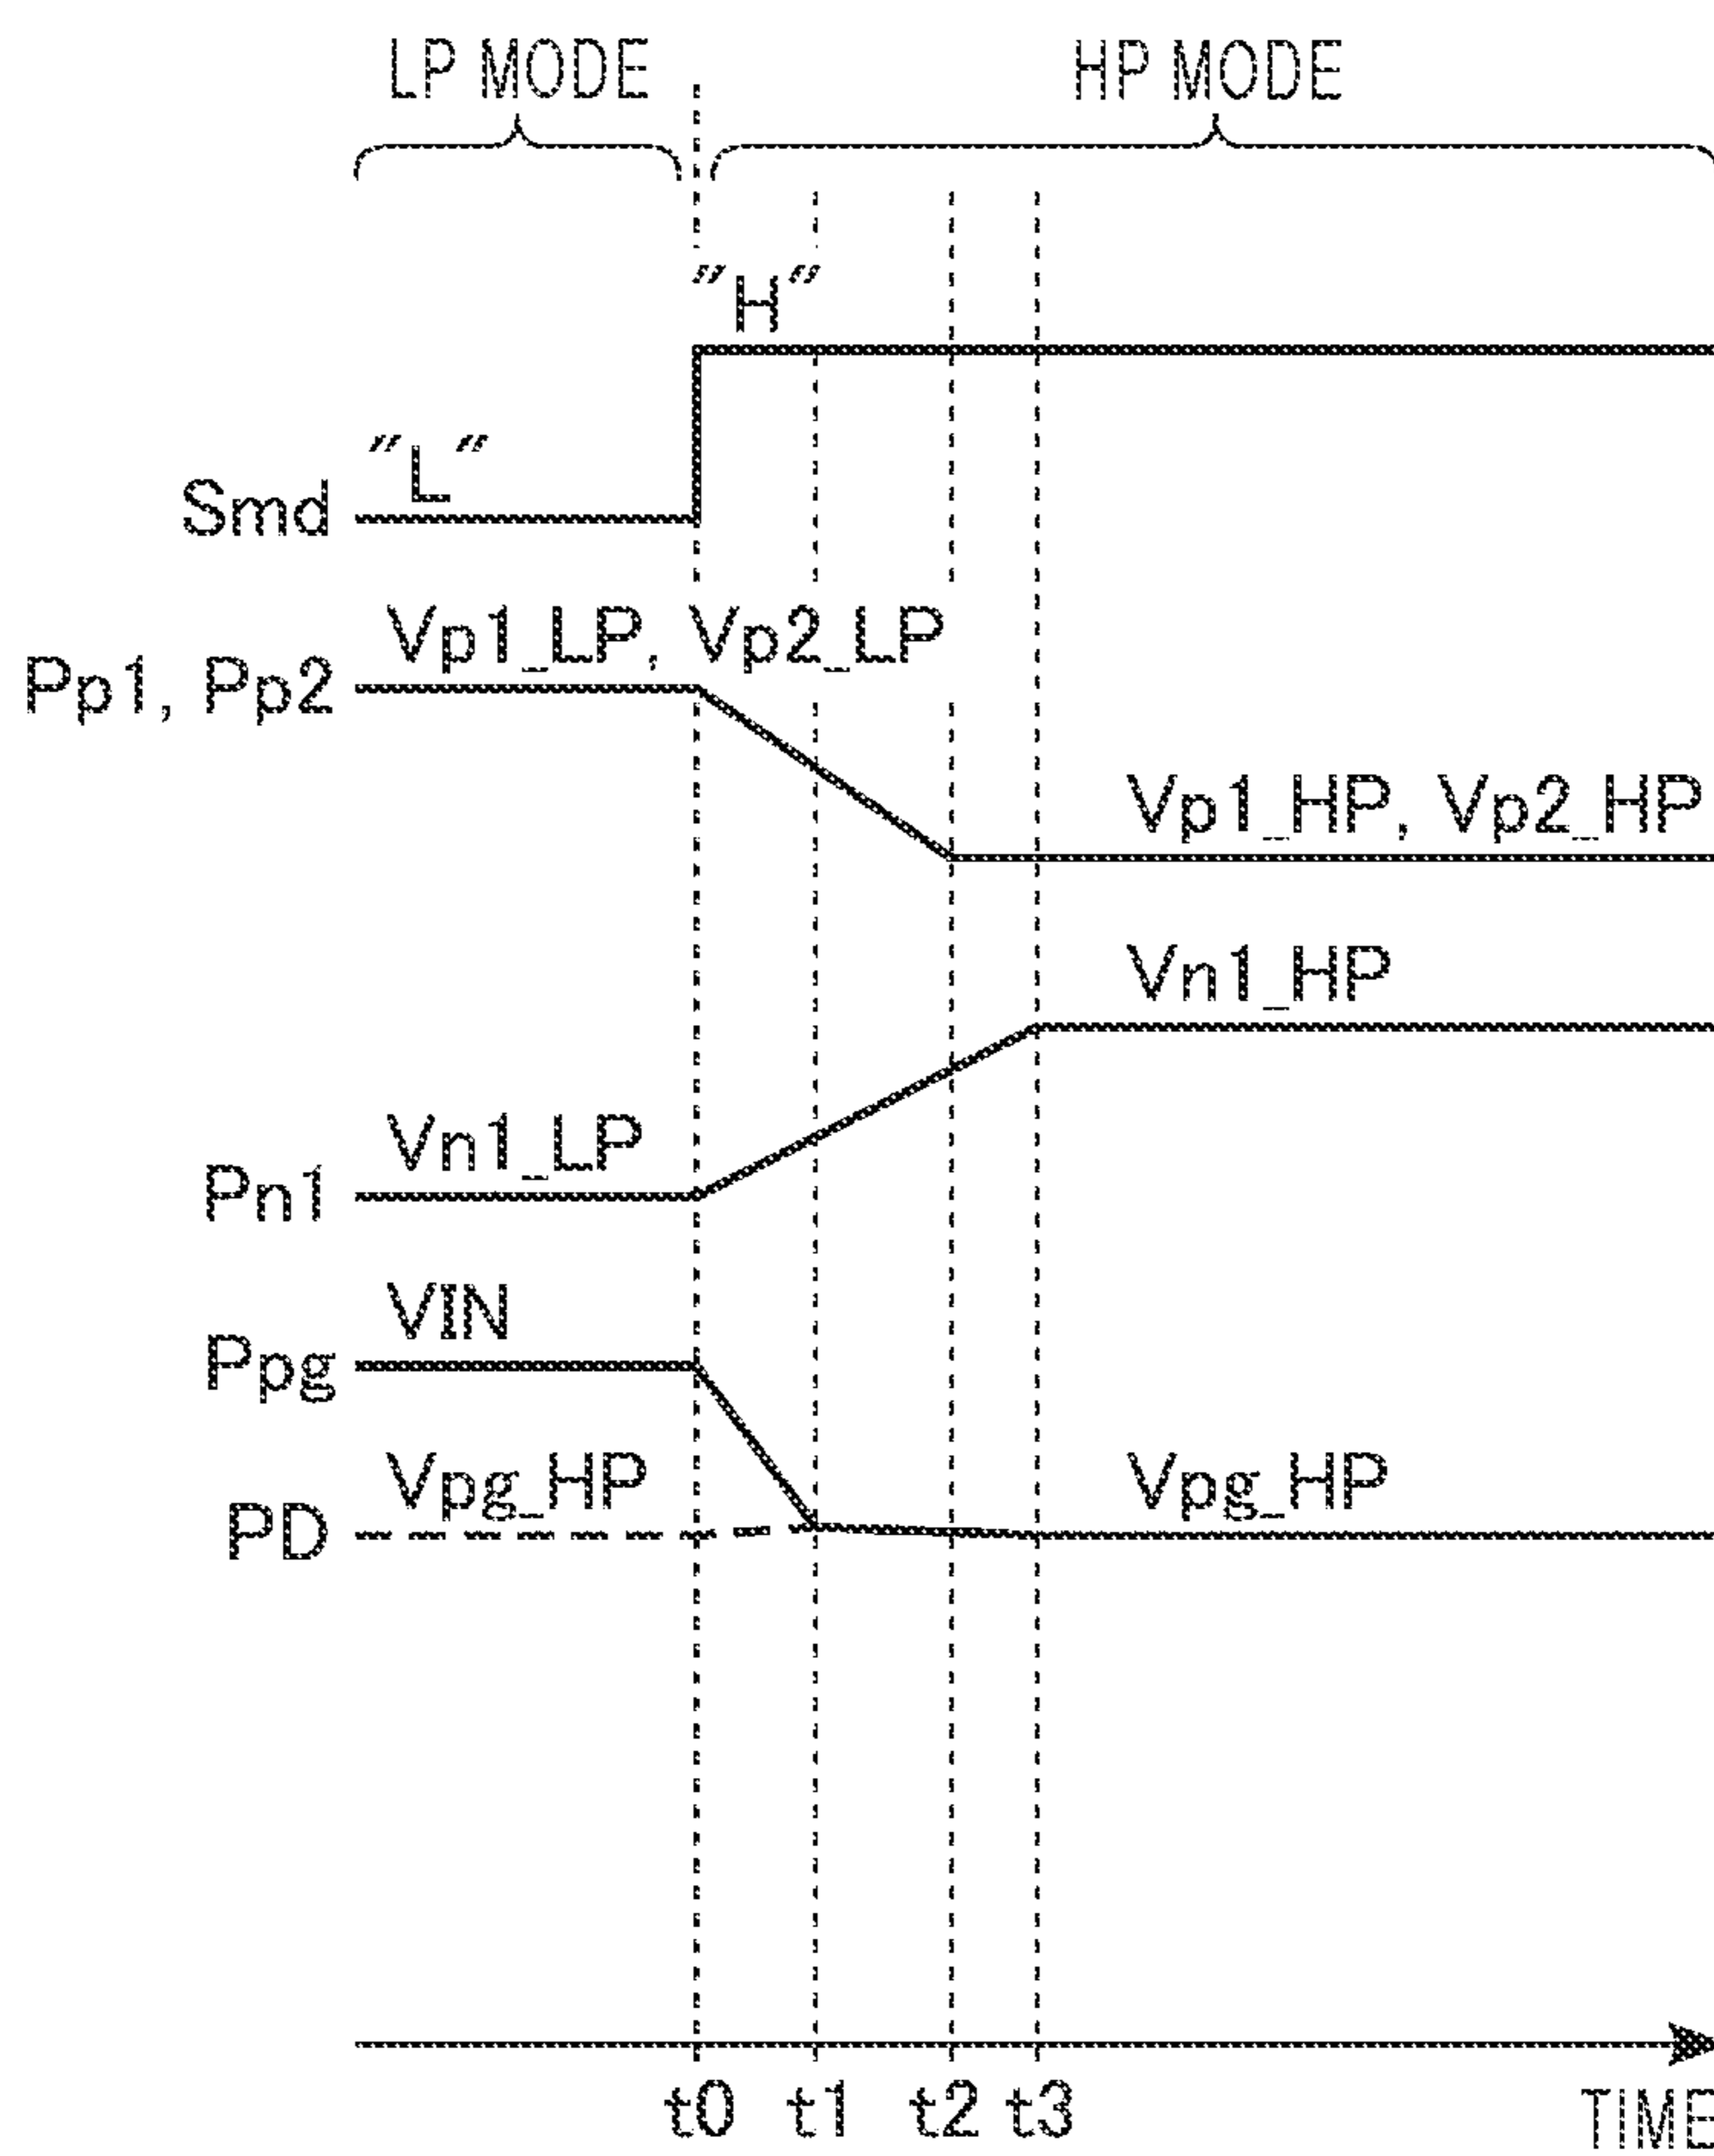 LP MODE HP MODE
"H"
"L"
Smd
Vp1_LP, Vp2_LP
Pp1, Pp2
Vp1_HP, Vp2_HP
Vn1_HP
Vn1_LP
Pn1
VIN
Ppg
Vpg_HP Vpg_HP
PD
t0 t1 t2 t3 TIME